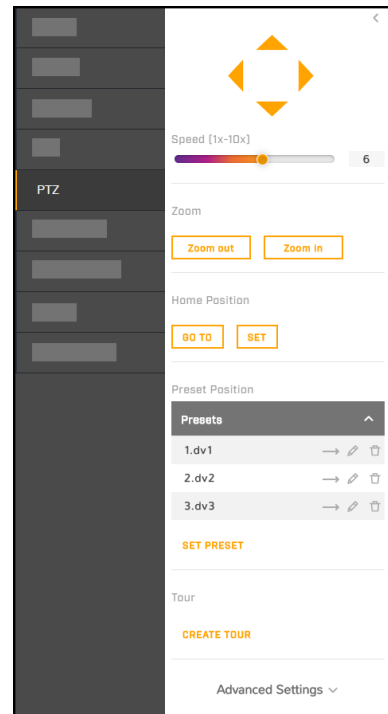 PTZ
Speed (1x-10x)
6
Zoom
Zoom out Zoom in
Home Position
GO TO SET
Preset Position
Presets
1.dv1
2.dv2
3.dv3
SET PRESET
Tour
CREATE TOUR
Advanced Settings